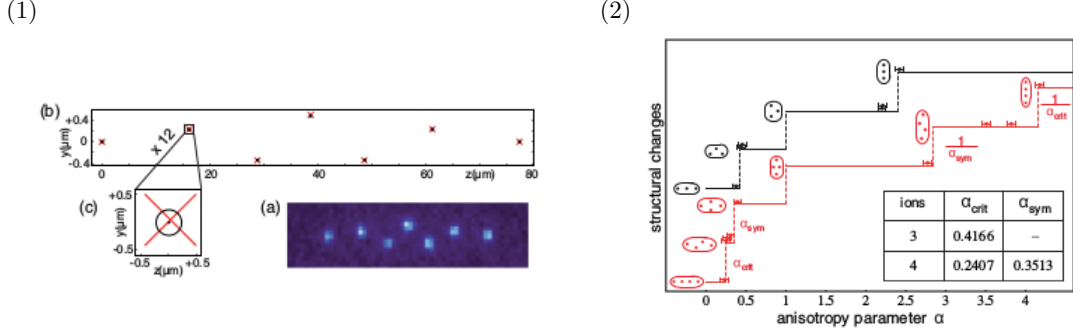 (1)
(2)
(b)
y(μm)
+0.4
0
-0.4
0 20 40 60 80
z(μm)
x 12
(c)
y(μm)
+0.5
-0.5
-0.5 +0.5
z(μm)
(a)
structural changes
α_crit
α_sym
1/α_sym
1/α_crit
ions α_crit α_sym
3 0.4166 –
4 0.2407 0.3513
0 0.5 1 1.5 2 2.5 3 3.5 4
anisotropy parameter α